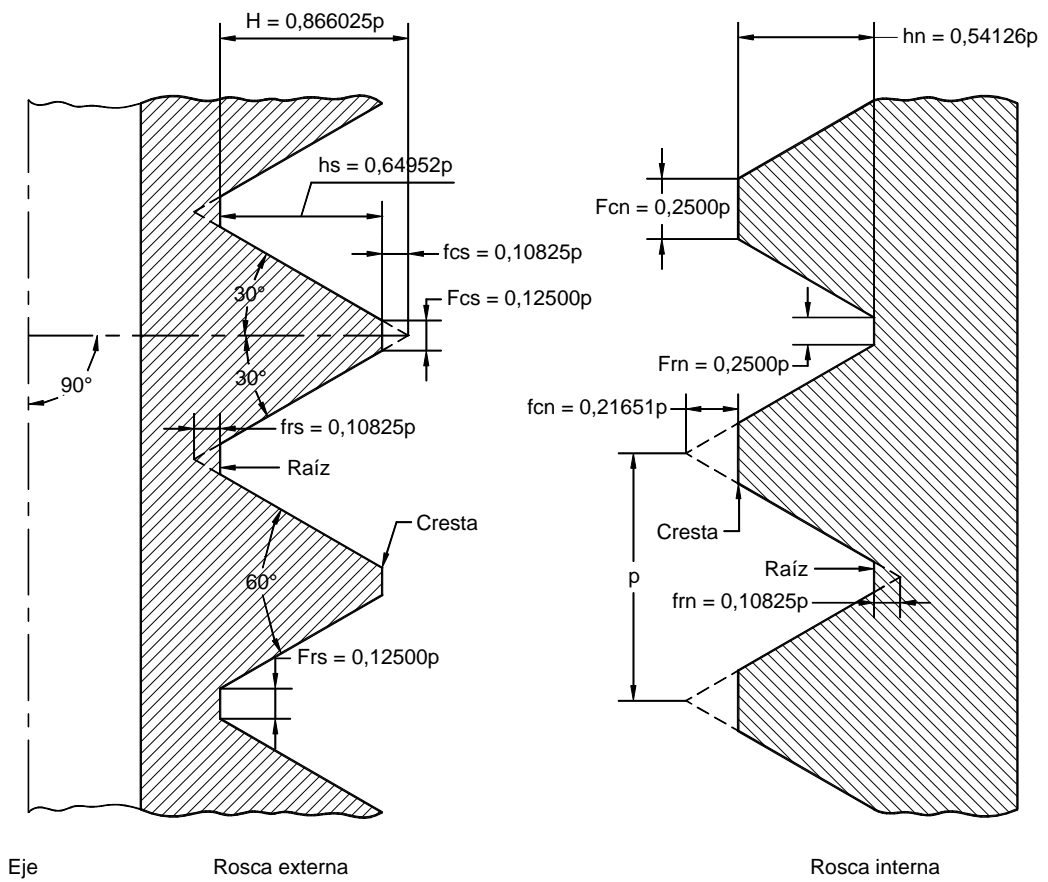 H = 0,866025p
hn = 0,54126p
hs = 0,64952p
Fcn = 0,2500p
fcs = 0,10825p
Fcs = 0,12500p
30°
30°
90°
Frn = 0,2500p
fcn = 0,21651p
frs = 0,10825p
Raíz
Cresta
Cresta
Raíz
p
60°
frn = 0,10825p
Frs = 0,12500p
Eje
Rosca externa
Rosca interna